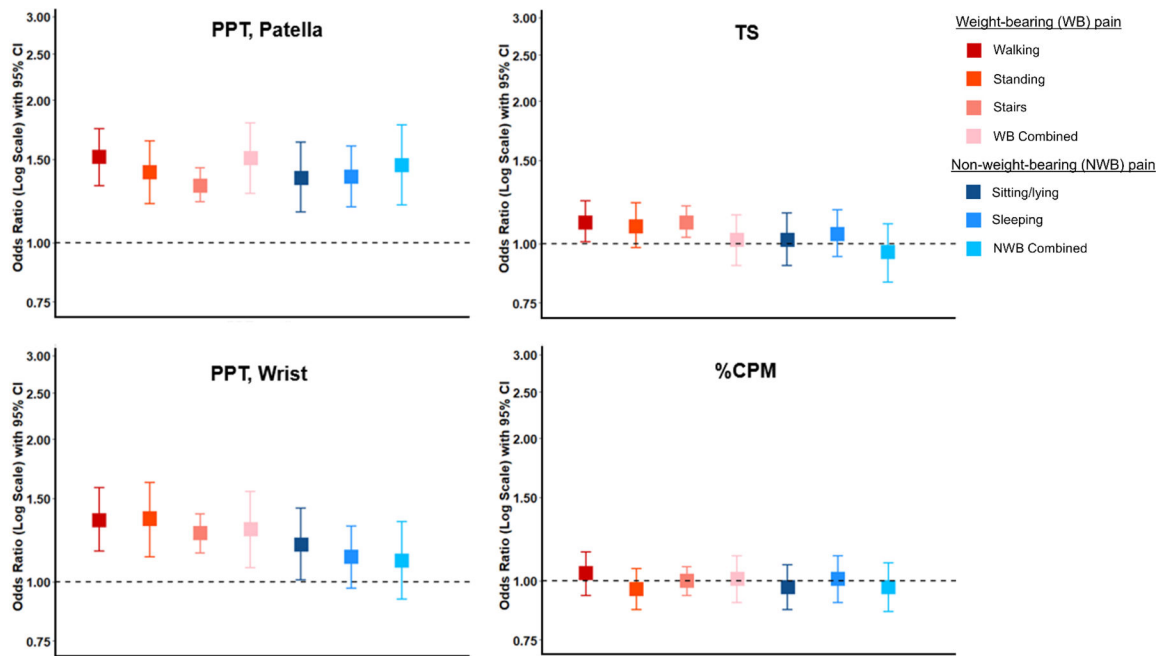 PPT, Patella
Odds Ratio (Log Scale) with 95% CI
3.00
2.50
2.00
1.50
1.00
0.75
TS
Odds Ratio (Log Scale) with 95% CI
3.00
2.50
2.00
1.50
1.00
0.75
Weight-bearing (WB) pain
Walking
Standing
Stairs
WB Combined
Non-weight-bearing (NWB) pain
Sitting/lying
Sleeping
NWB Combined
PPT, Wrist
Odds Ratio (Log Scale) with 95% CI
3.00
2.50
2.00
1.50
1.00
0.75
%CPM
Odds Ratio (Log Scale) with 95% CI
3.00
2.50
2.00
1.50
1.00
0.75